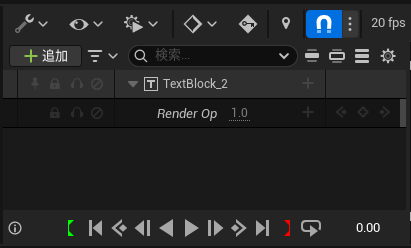 20 fps
追加
検索...
TextBlock_2
Render Op 1.0
0.00